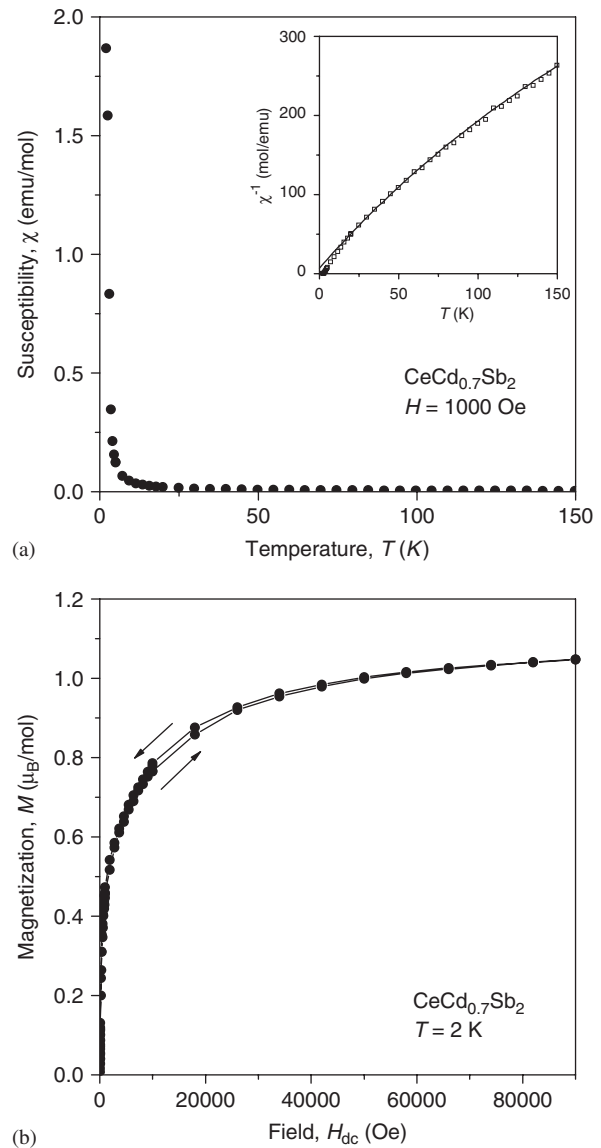 2.0
1.5
1.0
0.5
0.0
Susceptibility, χ (emu/mol)
0
50
100
150
Temperature, T (K)
300
200
100
0
χ⁻¹ (mol/emu)
0
50
100
150
T (K)
CeCd₀.₇Sb₂
H = 1000 Oe
(a)
1.2
1.0
0.8
0.6
0.4
0.2
0.0
Magnetization, M (μB/mol)
CeCd₀.₇Sb₂
T = 2 K
0
20000
40000
60000
80000
Field, Hdc (Oe)
(b)